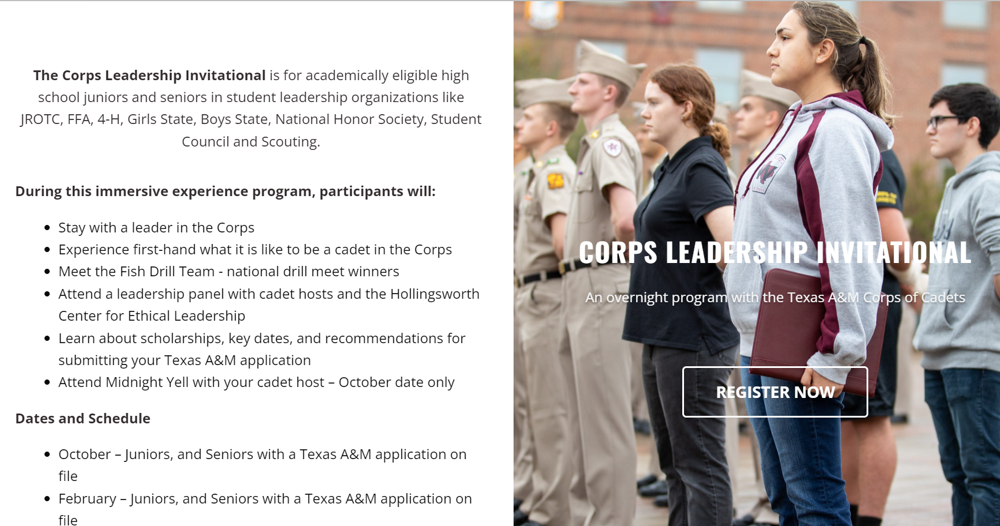 The Corps Leadership Invitational is for academically eligible high
school juniors and seniors in student leadership organizations like
JROTC, FFA, 4-H, Girls State, Boys State, National Honor Society, Student
Council and Scouting.
During this immersive experience program, participants will:
• Stay with a leader in the Corps
• Experience first-hand what it is like to be a cadet in the Corps
• Meet the Fish Drill Team - national drill meet winners
• Attend a leadership panel with cadet hosts and the Hollingsworth
Center for Ethical Leadership
• Learn about scholarships, key dates, and recommendations for
submitting your Texas A&M application
• Attend Midnight Yell with your cadet host – October date only
Dates and Schedule
• October – Juniors, and Seniors with a Texas A&M application on
file
• February – Juniors, and Seniors with a Texas A&M application on
file
CORPS LEADERSHIP INVITATIONAL
An overnight program with the Texas A&M Corps of Cadets
REGISTER NOW